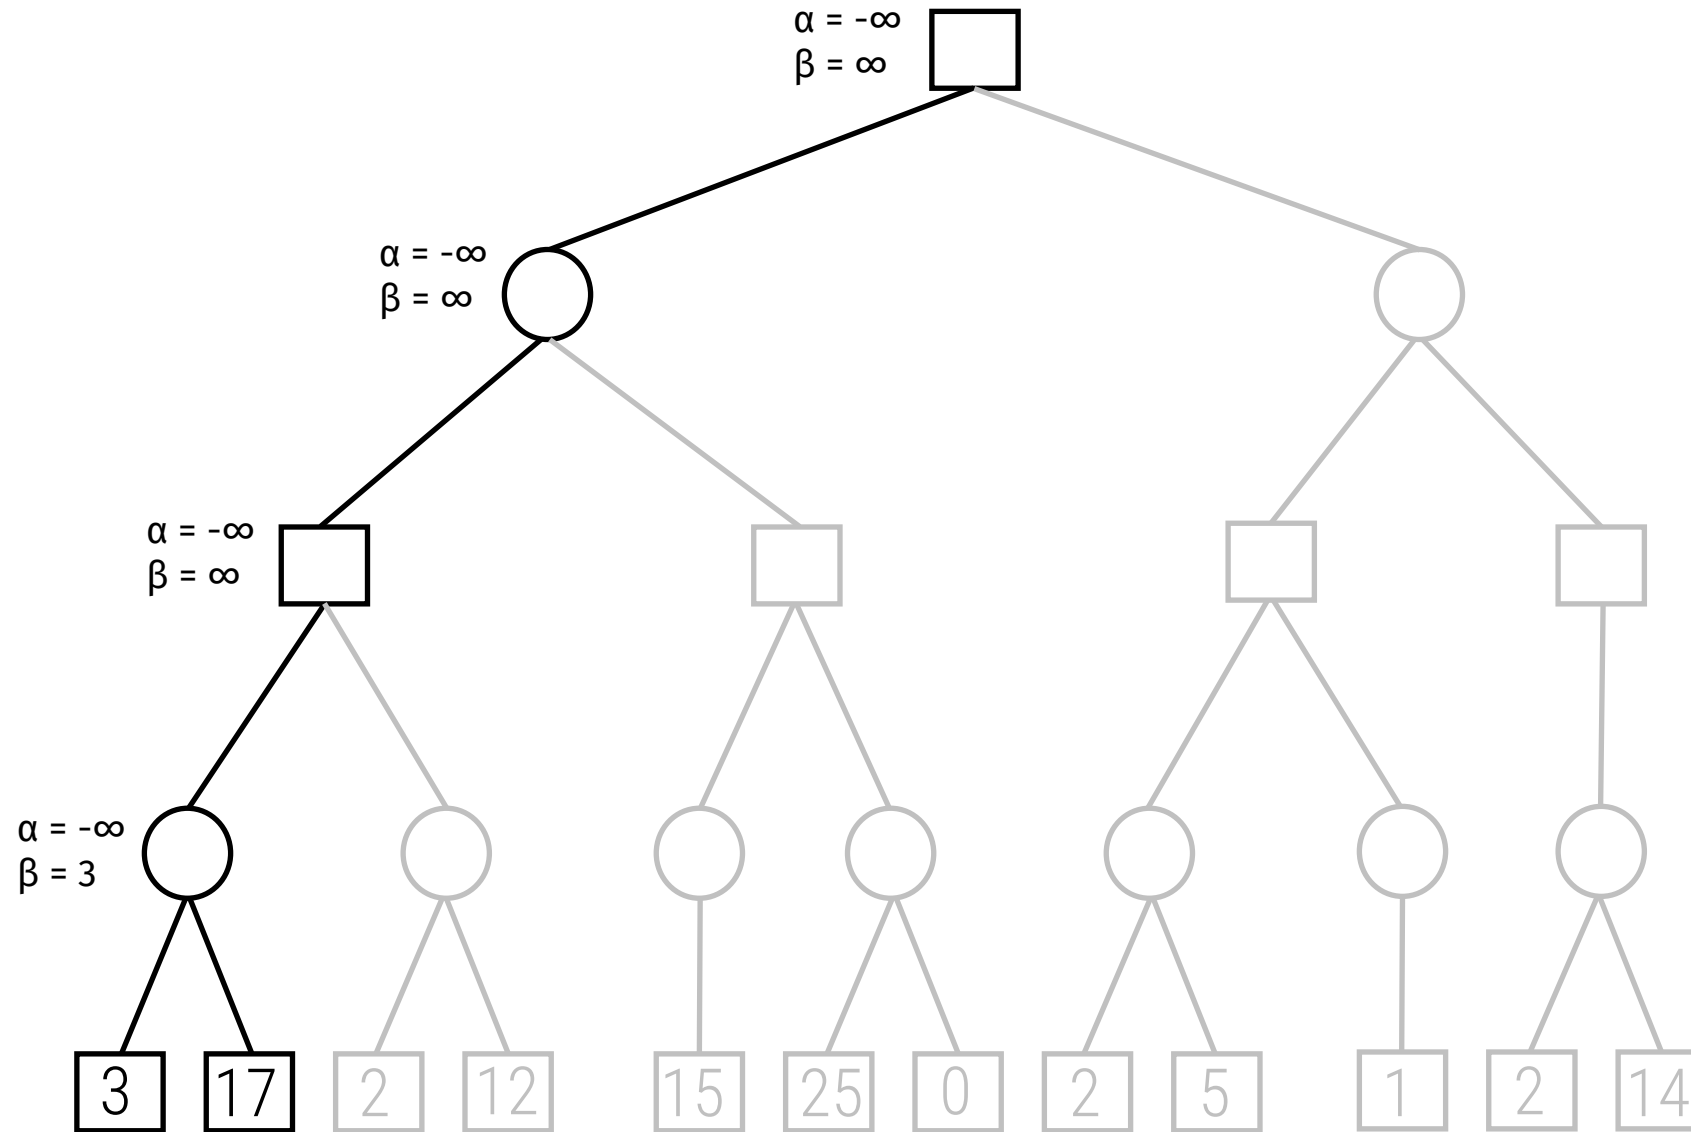 α = -∞
β = ∞
α = -∞
β = ∞
α = -∞
β = ∞
α = -∞
β = 3
3 17 2 12 15 25 0 2 5 1 2 14